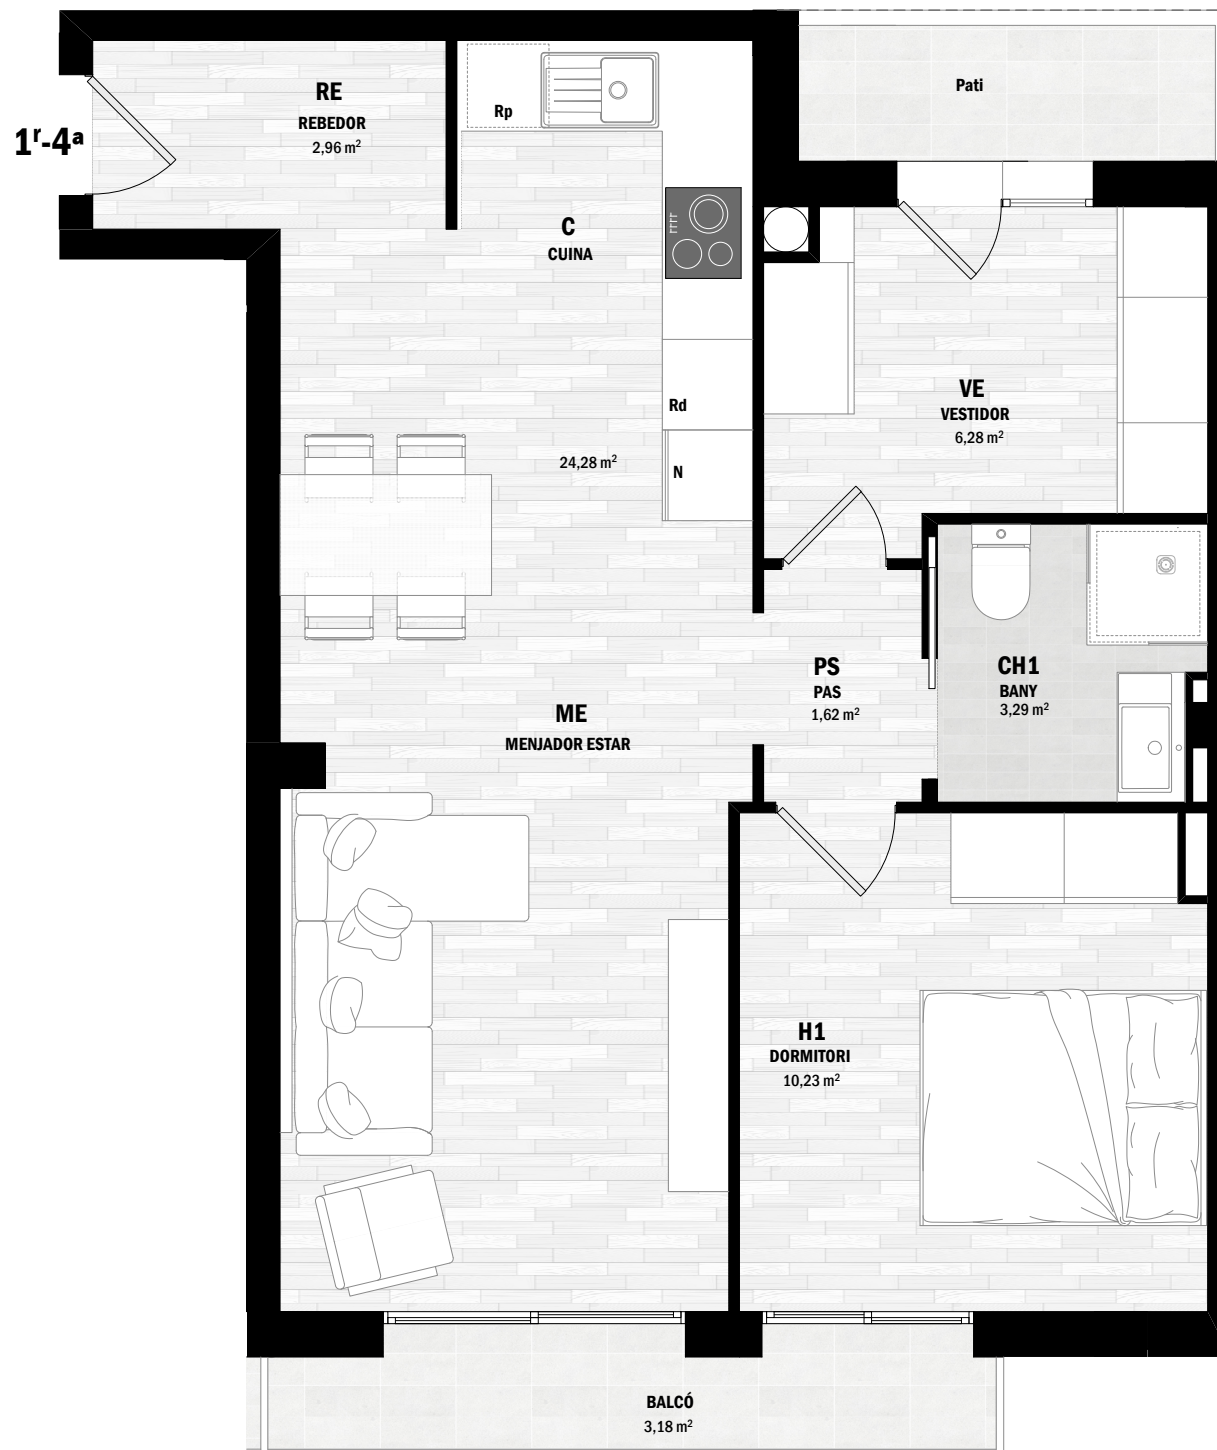 1ʳ-4ª
RE
REBEDOR
2,96 m²
Rp
Pati
C
CUINA
VE
VESTIDOR
6,28 m²
Rd
24,28 m²
N
PS
PAS
1,62 m²
CH1
BANY
3,29 m²
ME
MENJADOR ESTAR
H1
DORMITORI
10,23 m²
BALCÓ
3,18 m²